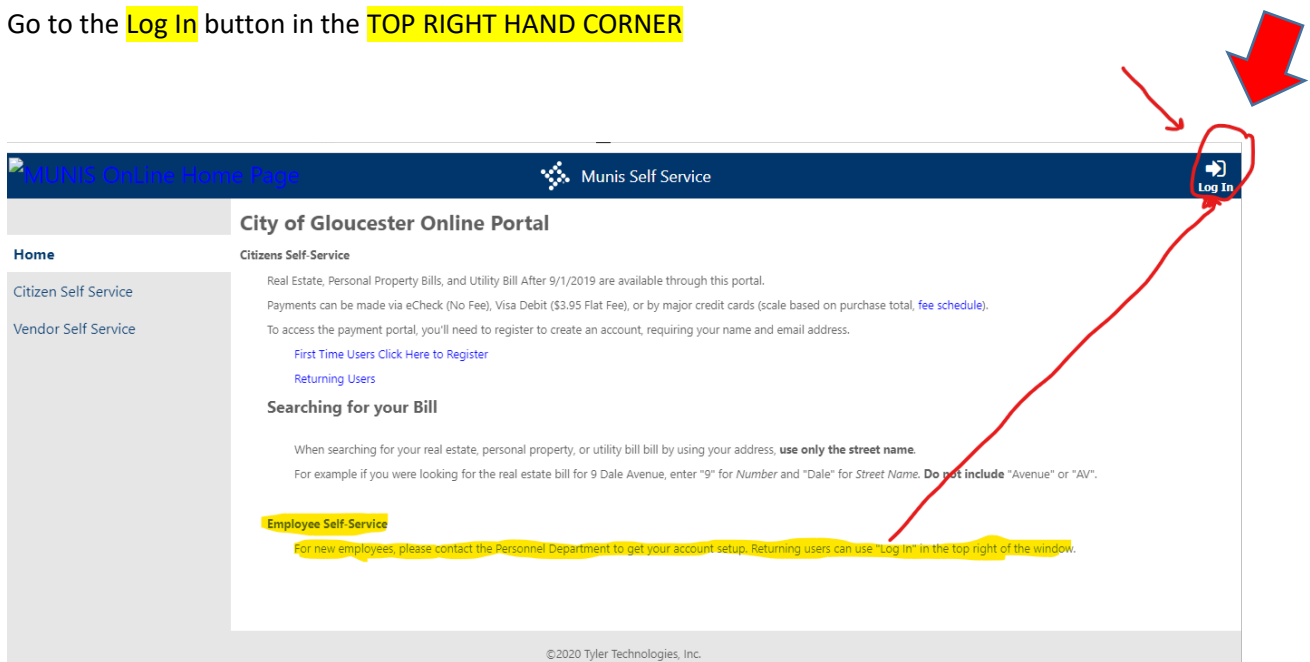 Go to the Log In button in the TOP RIGHT HAND CORNER
MUNIS OnLine Home Page
Munis Self Service
Log In
City of Gloucester Online Portal
Home
Citizen Self Service
Vendor Self Service
Citizens Self-Service
Real Estate, Personal Property Bills, and Utility Bill After 9/1/2019 are available through this portal.
Payments can be made via eCheck (No Fee), Visa Debit ($3.95 Flat Fee), or by major credit cards (scale based on purchase total, fee schedule).
To access the payment portal, you'll need to register to create an account, requiring your name and email address.
First Time Users Click Here to Register
Returning Users
Searching for your Bill
When searching for your real estate, personal property, or utility bill bill by using your address, use only the street name.
For example if you were looking for the real estate bill for 9 Dale Avenue, enter "9" for Number and "Dale" for Street Name. Do not include "Avenue" or "AV".
Employee Self-Service
For new employees, please contact the Personnel Department to get your account setup. Returning users can use "Log In" in the top right of the window.
©2020 Tyler Technologies, Inc.